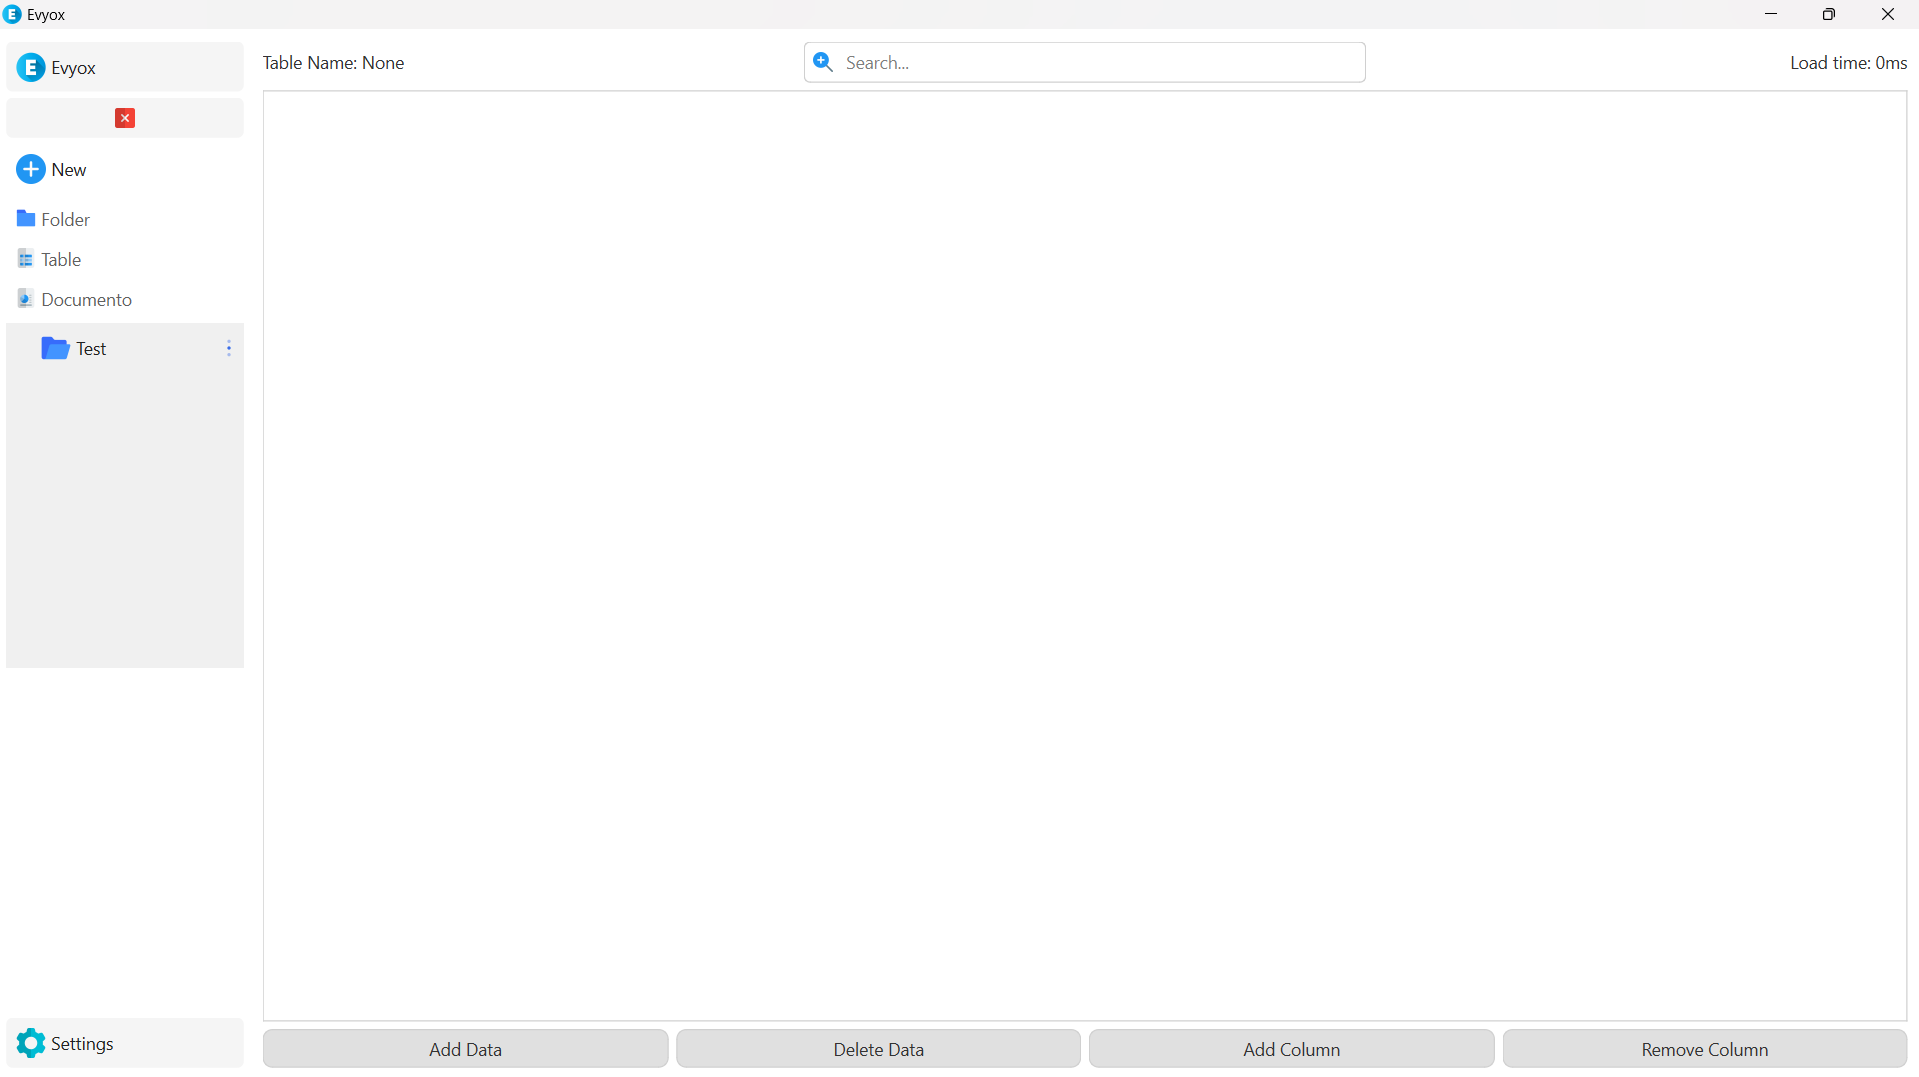 Evyox
Evyox
Table Name: None
Search...
Load time: 0ms
New
Folder
Table
Documento
Test
Settings
Add Data
Delete Data
Add Column
Remove Column